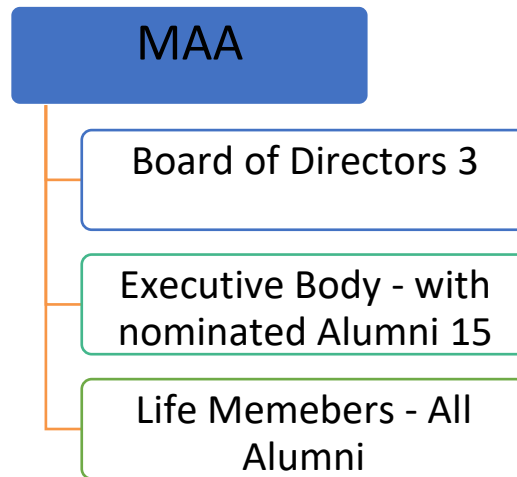 MAA
Board of Directors 3
Executive Body - with
nominated Alumni 15
Life Memebers - All
Alumni